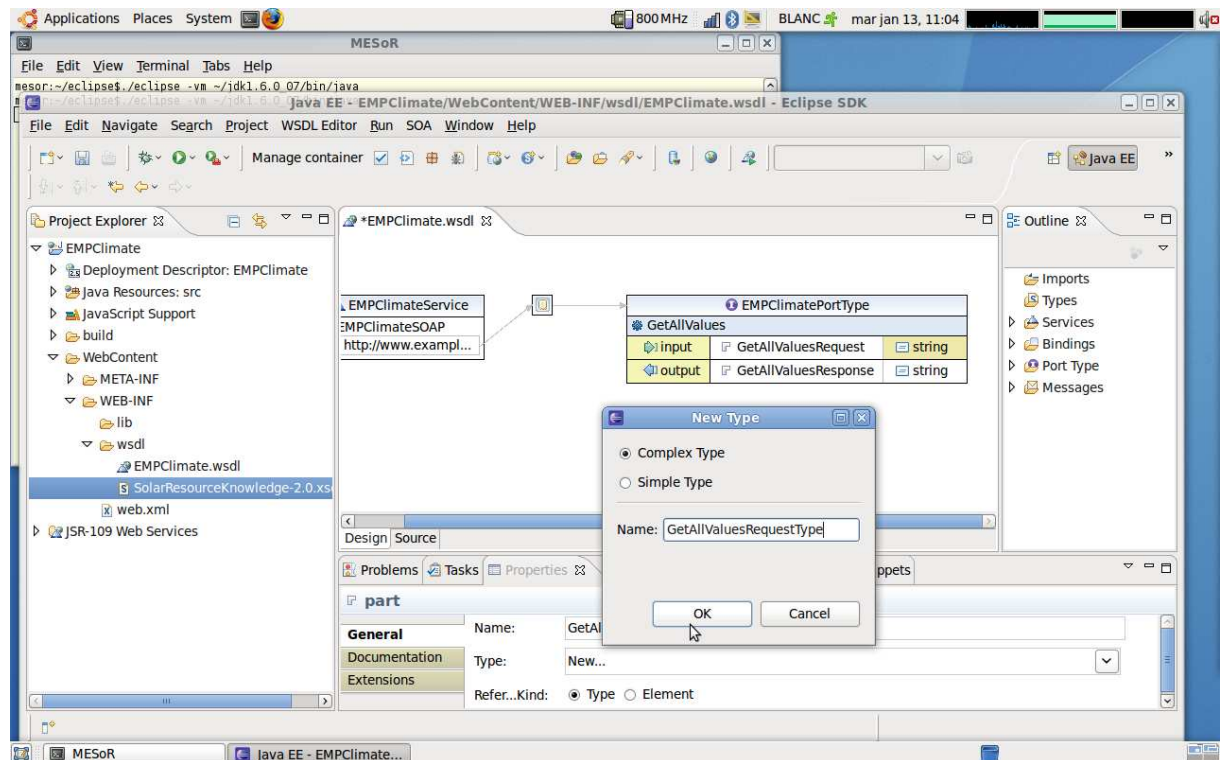 Applications Places System
800 MHz
BLANC
mar jan 13, 11:04
MESoR
File Edit View Terminal Tabs Help
mesor:~/eclipse$./eclipse -vm ~/jdk1.6.0_07/bin/java
Java EE - EMPClimate/WebContent/WEB-INF/wsdl/EMPClimate.wsdl - Eclipse SDK
File Edit Navigate Search Project WSDL Editor Run SOA Window Help
Manage container
Java EE
»
Project Explorer
EMPClimate
Deployment Descriptor: EMPClimate
Java Resources: src
JavaScript Support
build
WebContent
META-INF
WEB-INF
lib
wsdl
EMPClimate.wsdl
SolarResourceKnowledge-2.0.xs
web.xml
JSR-109 Web Services
*EMPClimate.wsdl
EMPClimateService
EMPClimateSOAP
http://www.exampl...
EMPClimatePortType
GetAllValues
input GetAllValuesRequest string
output GetAllValuesResponse string
Design Source
Outline
Imports
Types
Services
Bindings
Port Type
Messages
New Type
Complex Type
Simple Type
Name: GetAllValuesRequestType
OK Cancel
Problems Tasks Properties
ppets
part
General
Documentation
Extensions
Name: GetAl
Type: New...
Refer...Kind: Type Element
MESoR
Java EE - EMPClimate...